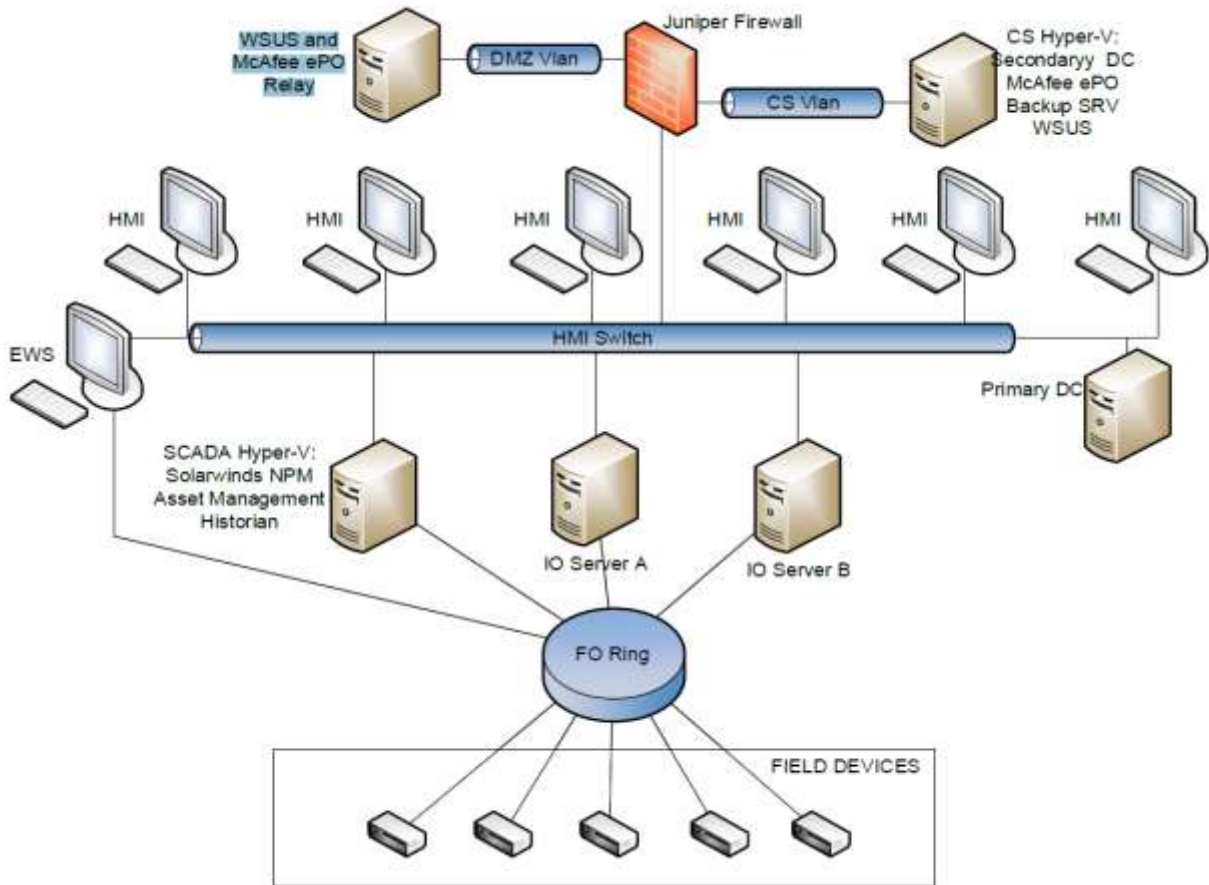 Juniper Firewall
WSUS and
McAfee ePO
Relay
DMZ Vlan
CS Hyper-V:
Secondaryy DC
McAfee ePO
Backup SRV
WSUS
CS Vlan
HMI
HMI
HMI
HMI
HMI
HMI
HMI Switch
EWS
Primary DC
SCADA Hyper-V:
Solarwinds NPM
Asset Management
Historian
IO Server A
IO Server B
FO Ring
FIELD DEVICES